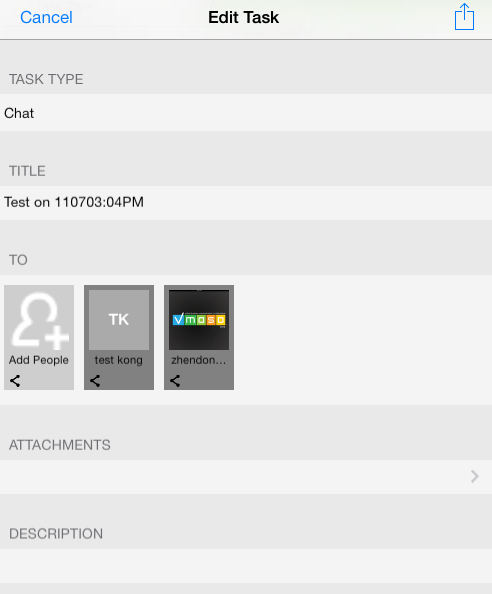 Cancel Edit Task
TASK TYPE
Chat
TITLE
Test on 110703:04PM
TO
TK vmoso
Add People test kong zhendon...
ATTACHMENTS
DESCRIPTION